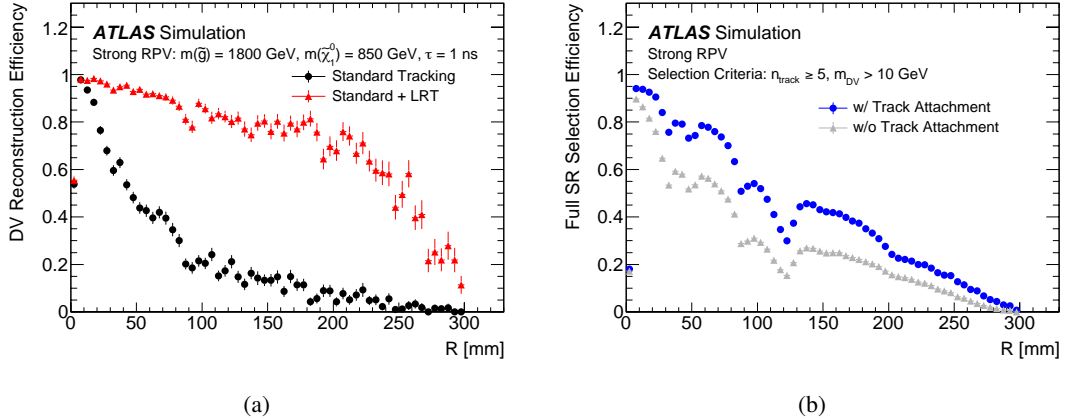 DV Reconstruction Efficiency
1.2
1
0.8
0.6
0.4
0.2
0
ATLAS Simulation
Strong RPV: m(g̃) = 1800 GeV, m(χ̃⁰₁) = 850 GeV, τ = 1 ns
Standard Tracking
Standard + LRT
0 50 100 150 200 250 300
R [mm]
(a)
Full SR Selection Efficiency
1.2
1
0.8
0.6
0.4
0.2
0
ATLAS Simulation
Strong RPV
Selection Criteria: n_track ≥ 5, m_DV > 10 GeV
w/ Track Attachment
w/o Track Attachment
0 50 100 150 200 250 300
R [mm]
(b)